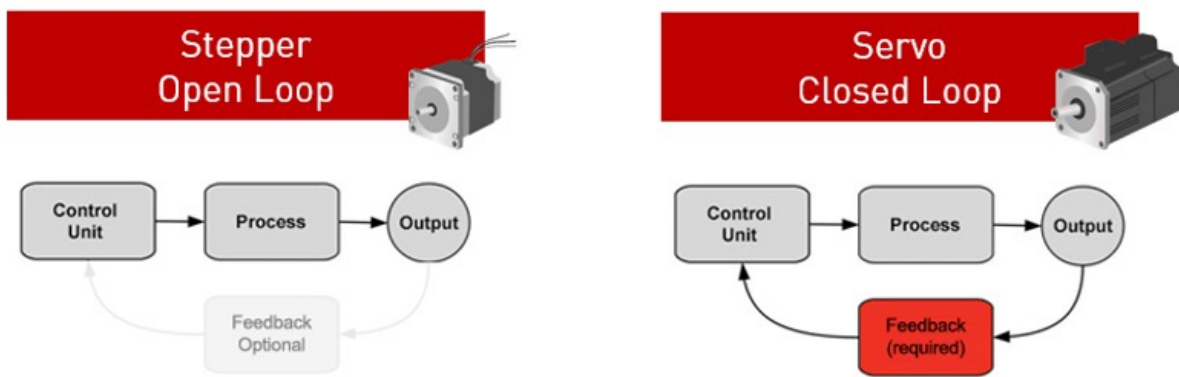 Stepper
Open Loop
Control
Unit
Process
Output
Feedback
Optional
Servo
Closed Loop
Control
Unit
Process
Output
Feedback
(required)